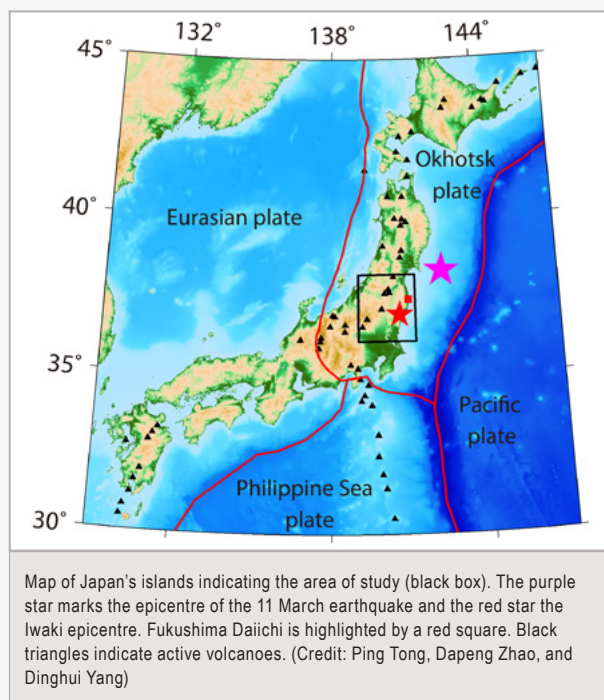 132°
138°
144°
45°
Okhotsk
plate
40°
Eurasian plate
35°
Pacific
plate
Philippine Sea
plate
30°
Map of Japan's islands indicating the area of study (black box). The purple
star marks the epicentre of the 11 March earthquake and the red star the
Iwaki epicentre. Fukushima Daiichi is highlighted by a red square. Black
triangles indicate active volcanoes. (Credit: Ping Tong, Dapeng Zhao, and
Dinghui Yang)